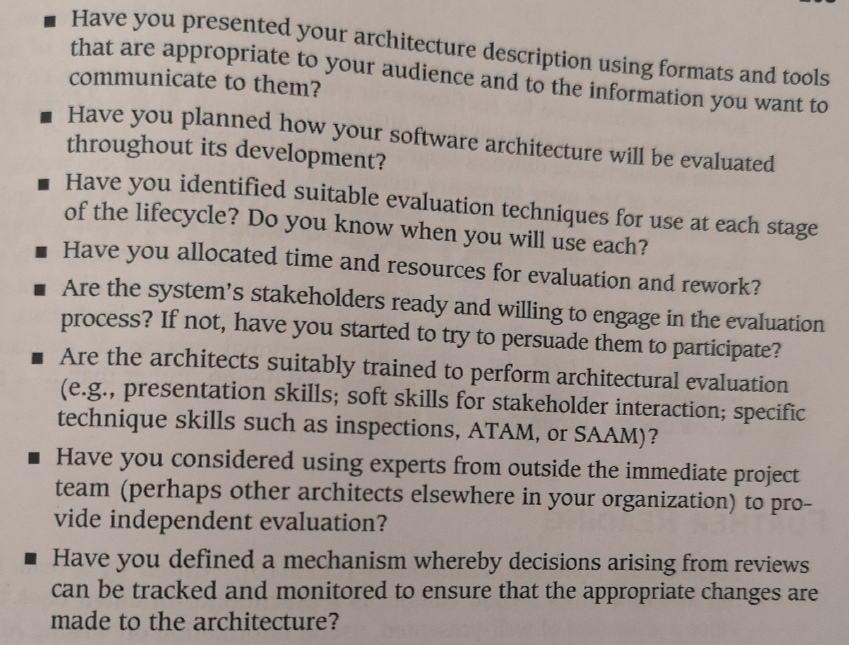 ▪ Have you presented your architecture description using formats and tools
that are appropriate to your audience and to the information you want to
communicate to them?
▪ Have you planned how your software architecture will be evaluated
throughout its development?
▪ Have you identified suitable evaluation techniques for use at each stage
of the lifecycle? Do you know when you will use each?
▪ Have you allocated time and resources for evaluation and rework?
▪ Are the system's stakeholders ready and willing to engage in the evaluation
process? If not, have you started to try to persuade them to participate?
▪ Are the architects suitably trained to perform architectural evaluation
(e.g., presentation skills; soft skills for stakeholder interaction; specific
technique skills such as inspections, ATAM, or SAAM)?
▪ Have you considered using experts from outside the immediate project
team (perhaps other architects elsewhere in your organization) to pro-
vide independent evaluation?
▪ Have you defined a mechanism whereby decisions arising from reviews
can be tracked and monitored to ensure that the appropriate changes are
made to the architecture?